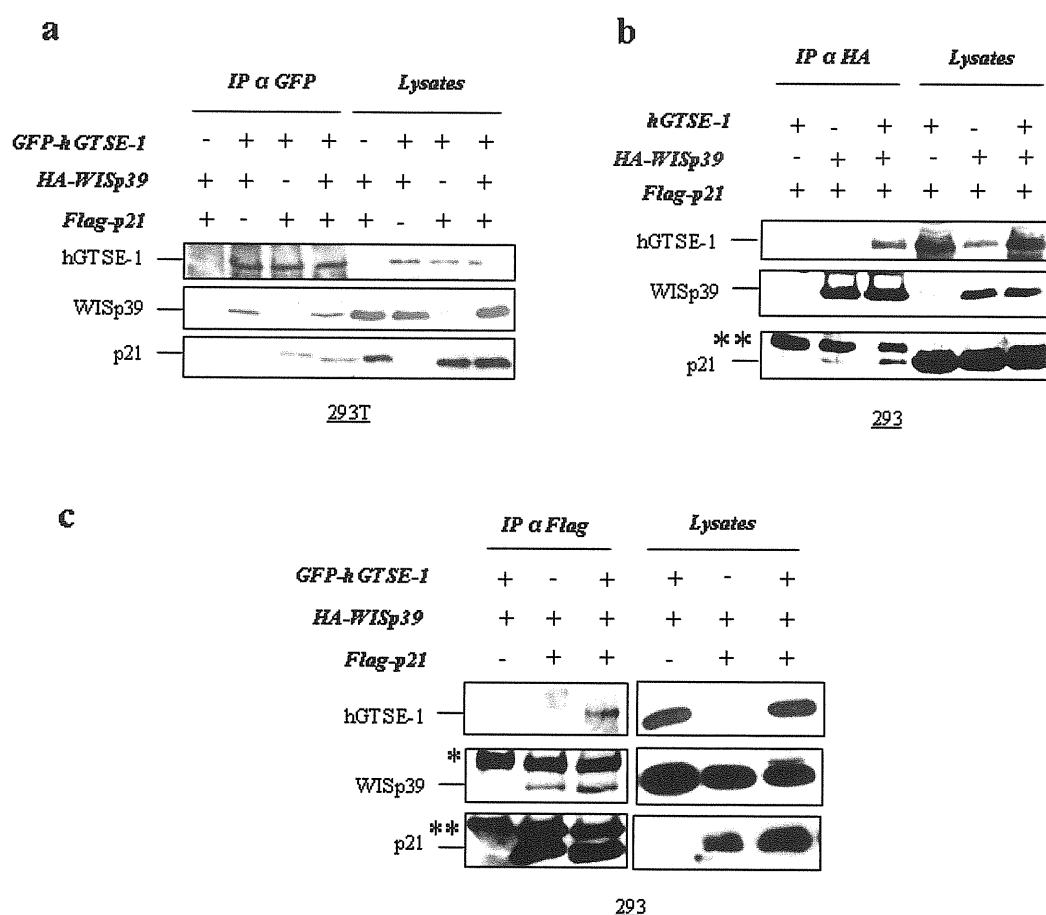 a
IP α GFP Lysates
GFP-hGTSE-1 - + + + - + + +
HA-WISp39 + + - + + + - +
Flag-p21 + - + + + - + +
hGTSE-1
WISp39
p21
293T
b
IP α HA Lysates
hGTSE-1 + - + + - +
HA-WISp39 - + + - + +
Flag-p21 + + + + + +
hGTSE-1
WISp39
**
p21
293
c
IP α Flag Lysates
GFP-hGTSE-1 + - + + - +
HA-WISp39 + + + + + +
Flag-p21 - + + - + +
hGTSE-1
*
WISp39
**
p21
293